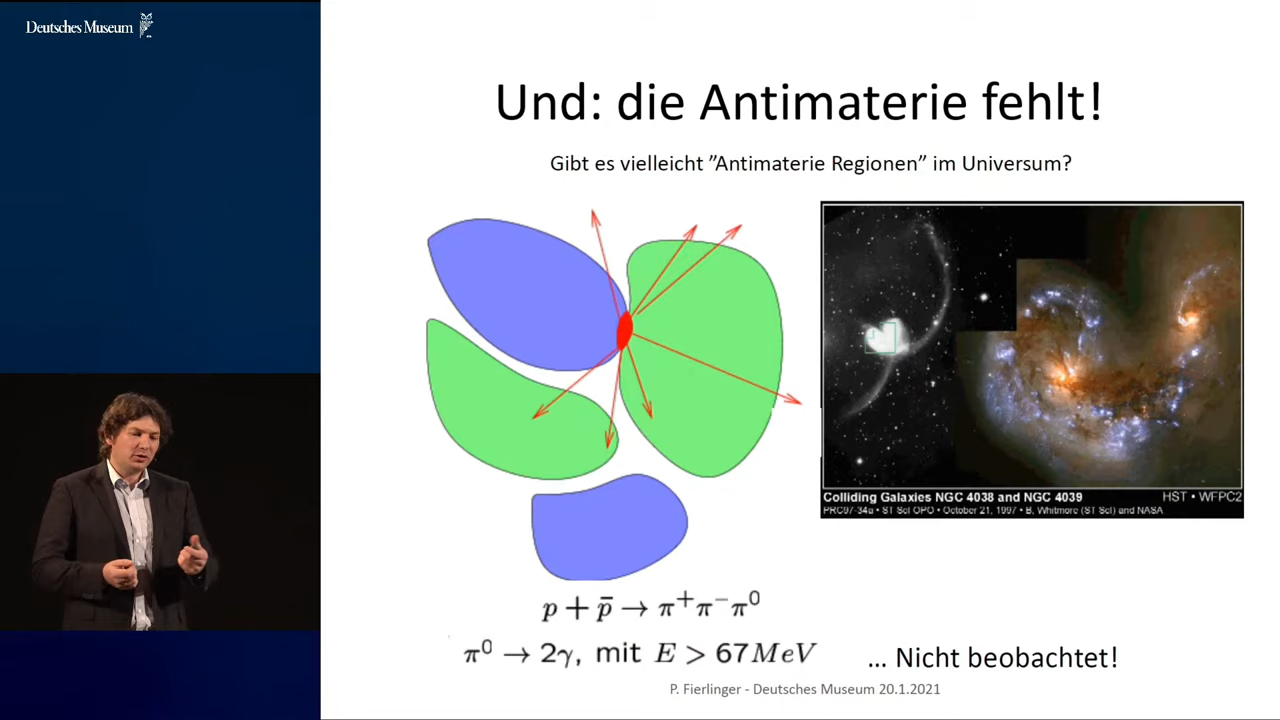 Deutsches Museum
Und: die Antimaterie fehlt!
Gibt es vielleicht ”Antimaterie Regionen” im Universum?
Colliding Galaxies NGC 4038 and NGC 4039 HST • WFPC2
PRC97-34a • ST ScI OPO • October 21, 1997 • B. Whitmore (ST ScI) and NASA
p + p̄ → π⁺π⁻π⁰
π⁰ → 2γ, mit E > 67MeV
... Nicht beobachtet!
P. Fierlinger - Deutsches Museum 20.1.2021